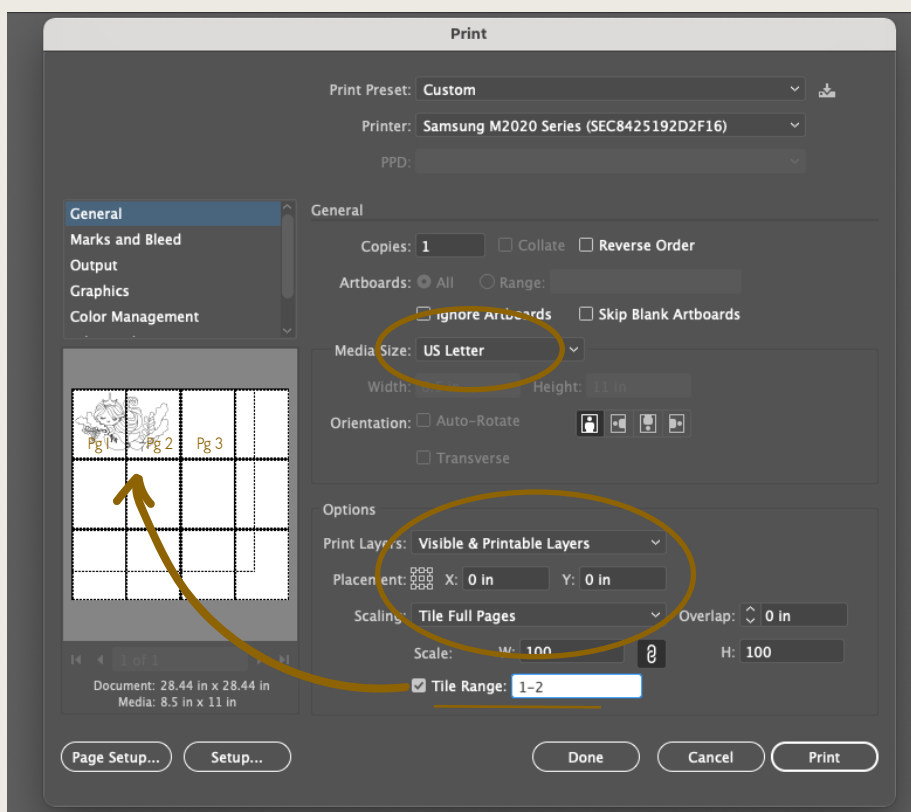 Print
Print Preset: Custom
Printer: Samsung M2020 Series (SEC8425192D2F16)
PPD:
General
Marks and Bleed
Output
Graphics
Color Management
General
Copies: 1 Collate Reverse Order
Artboards: All Range:
Ignore Artboards Skip Blank Artboards
Media Size: US Letter
Width: Height: 11 in
Orientation: Auto-Rotate
Transverse
Pg 1 Pg 2 Pg 3
Options
Print Layers: Visible & Printable Layers
Placement: X: 0 in Y: 0 in
Scaling: Tile Full Pages Overlap: 0 in
Scale: W: 100 H: 100
Tile Range: 1-2
1 of 1
Document: 28.44 in x 28.44 in
Media: 8.5 in x 11 in
Page Setup... Setup... Done Cancel Print